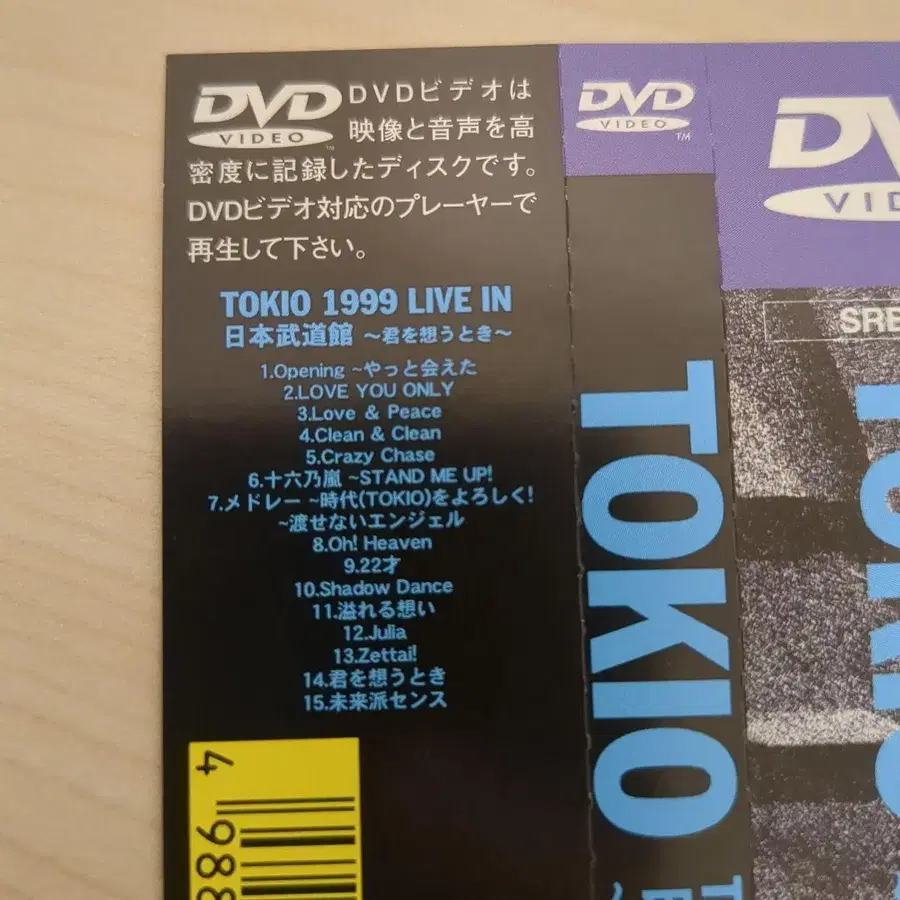 DVD DVDビデオは
VIDEO 映像と音声を高
TM
密度に記録したディスクです。
DVDビデオ対応のプレーヤーで
再生して下さい。
TOKIO 1999 LIVE IN
日本武道館 ～君を想うとき～
1.Opening ~やっと会えた
2.LOVE YOU ONLY
3.Love & Peace
4.Clean & Clean
5.Crazy Chase
6.十六乃嵐 ~STAND ME UP!
7.メドレー ~時代(TOKIO)をよろしく!
~渡せないエンジェル
8.Oh! Heaven
9.22才
10.Shadow Dance
11.溢れる想い
12.Julia
13.Zettai!
14.君を想うとき
15.未来派センス
4 988
DVD
VIDEO
TM
TOKIO
DV
VID
SRB
TOKIO